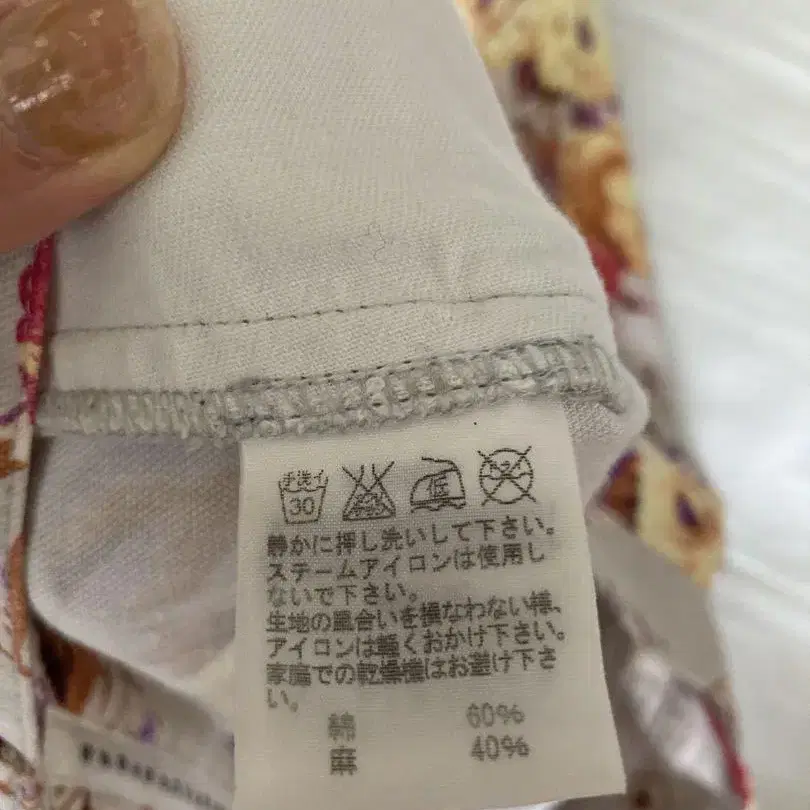 手洗イ
30
低
静かに押し洗いして下さい。
ステームアイロンは使用し
ないで下さい。
生地の風合いを損なわない様、
アイロンは軽くおかけ下さい。
家庭での乾燥機はお避け下さ
い。
綿 60%
麻 40%